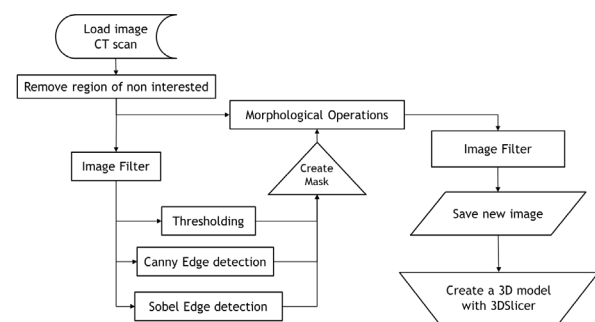 Load image
CT scan
Remove region of non interested
Morphological Operations
Image Filter
Create
Mask
Image Filter
Thresholding
Save new image
Canny Edge detection
Sobel Edge detection
Create a 3D model
with 3DSlicer